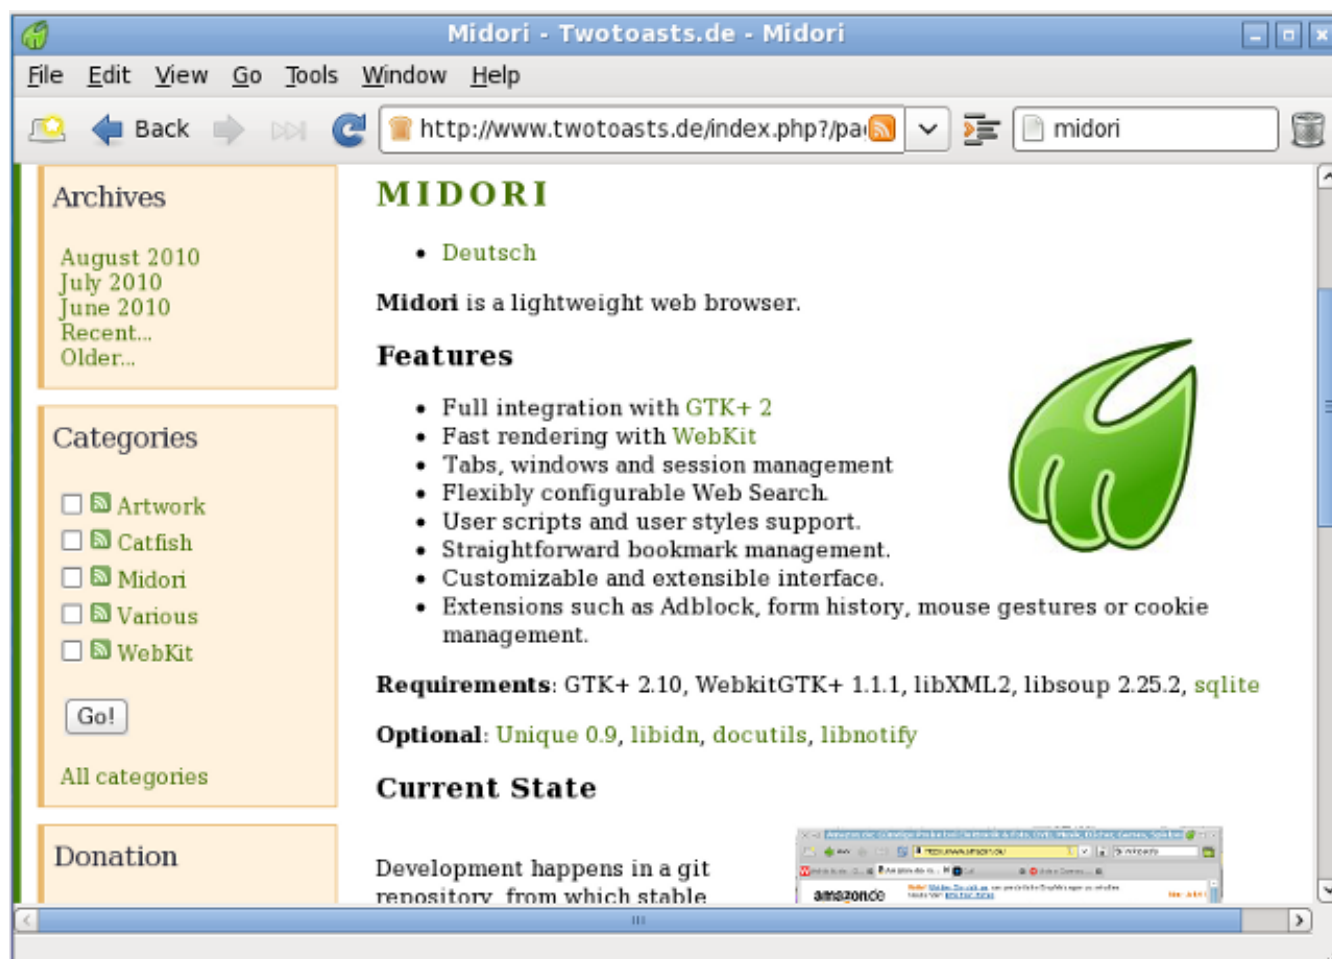 Midori - Twotoasts.de - Midori
File Edit View Go Tools Window Help
Back http://www.twotoasts.de/index.php?/pa midori
Archives
August 2010
July 2010
June 2010
Recent...
Older...
Categories
Artwork
Catfish
Midori
Various
WebKit
Go!
All categories
Donation
MIDORI
• Deutsch
Midori is a lightweight web browser.
Features
• Full integration with GTK+ 2
• Fast rendering with WebKit
• Tabs, windows and session management
• Flexibly configurable Web Search.
• User scripts and user styles support.
• Straightforward bookmark management.
• Customizable and extensible interface.
• Extensions such as Adblock, form history, mouse gestures or cookie
management.
Requirements: GTK+ 2.10, WebkitGTK+ 1.1.1, libXML2, libsoup 2.25.2, sqlite
Optional: Unique 0.9, libidn, docutils, libnotify
Current State
Development happens in a git
repository, from which stable
amazon.de